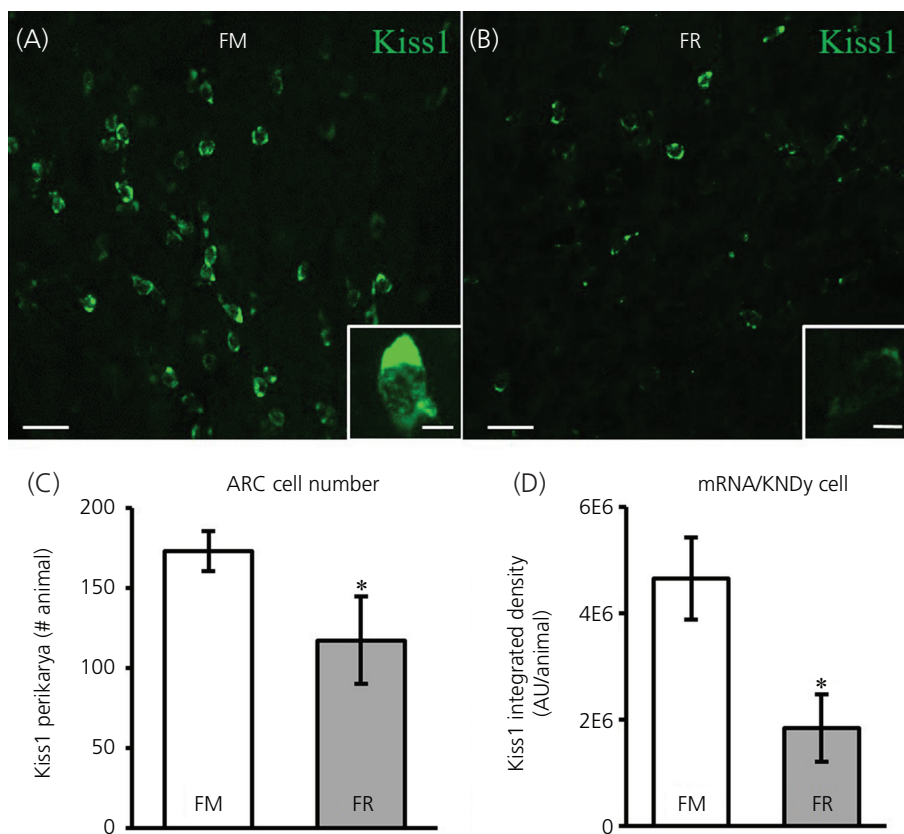 (A)
FM
Kiss1
(B)
FR
Kiss1
(C)
ARC cell number
Kiss1 perikarya (# animal)
200
150
100
50
0
*
FM
FR
(D)
mRNA/KNDy cell
Kiss1 integrated density
(AU/animal)
6E6
4E6
2E6
0
*
FM
FR